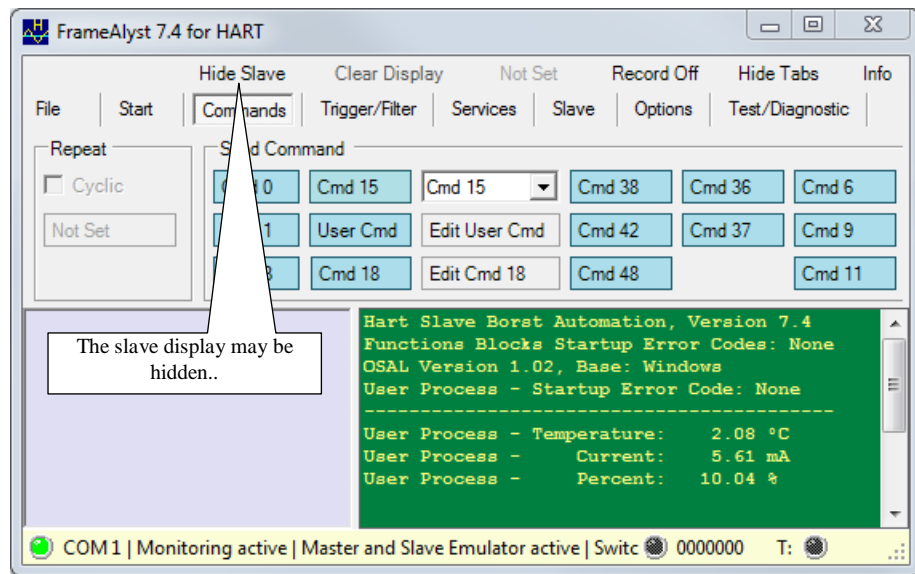 FrameAlyst 7.4 for HART
Hide Slave Clear Display Not Set Record Off Hide Tabs Info
File Start Commands Trigger/Filter Services Slave Options Test/Diagnostic
Repeat
Cyclic
Not Set
Command
0 Cmd 15 Cmd 15 Cmd 38 Cmd 36 Cmd 6
1 User Cmd Edit User Cmd Cmd 42 Cmd 37 Cmd 9
Cmd 18 Edit Cmd 18 Cmd 48 Cmd 11
The slave display may be
hidden..
Hart Slave Borst Automation, Version 7.4
Functions Blocks Startup Error Codes: None
OSAL Version 1.02, Base: Windows
User Process - Startup Error Code: None
-------------------------------------------
User Process - Temperature: 2.08 °C
User Process - Current: 5.61 mA
User Process - Percent: 10.04 %
COM 1 | Monitoring active | Master and Slave Emulator active | Switc 0000000 T: